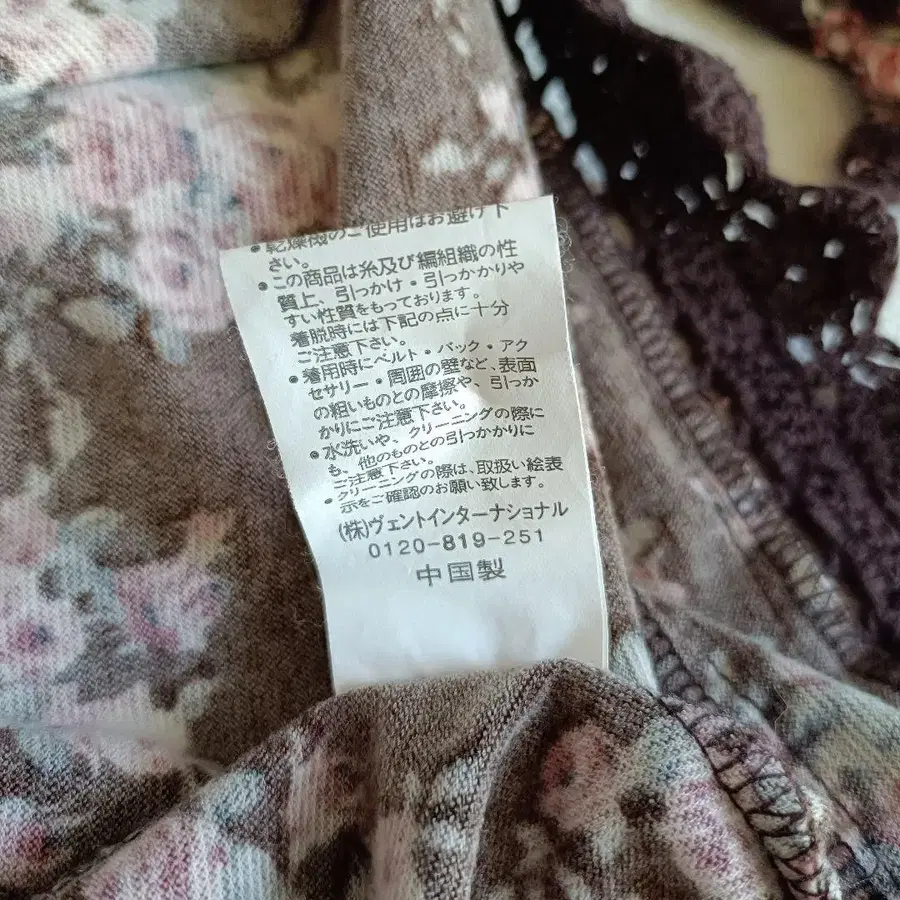 • 乾燥機のご使用はお避け下
さい。
• この商品は糸及び編組織の性
質上、引っかけ・引っかかりや
すい性質をもっております。
着脱時には下記の点に十分
ご注意下さい。
• 着用時にベルト・バック・アク
セサリー・周囲の壁など、表面
の粗いものとの摩擦や、引っか
かりにご注意下さい。
• 水洗いや、クリーニングの際に
も、他のものとの引っかかりに
ご注意下さい。
• クリーニングの際は、取扱い絵表
示をご確認のお願い致します。
(株)ヴェントインターナショナル
0120-819-251
中国製